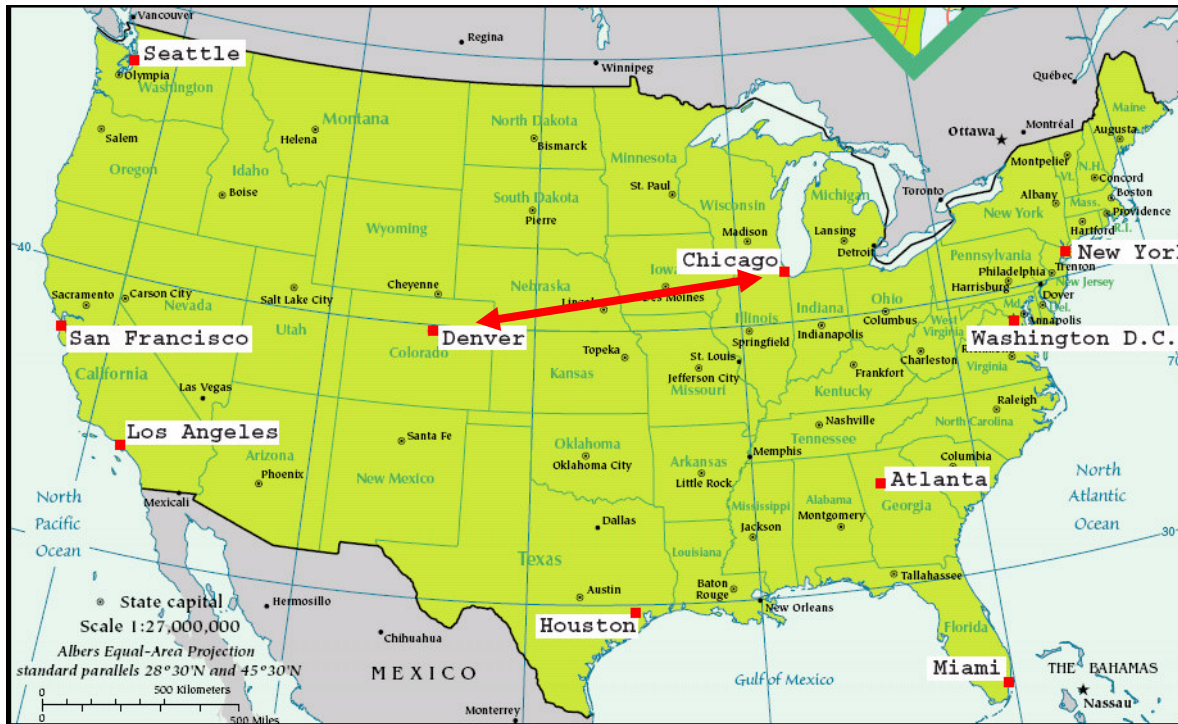 Vancouver
Seattle
Olympia
Washington
Regina
Winnipeg
Québec
Montréal
Ottawa
Maine
Augusta
Montana
Helena
North Dakota
Bismarck
Salem
Oregon
Idaho
Boise
Minnesota
St. Paul
Wisconsin
Michigan
Toronto
Montpelier
Vt.
N.H.
Concord
Albany
Boston
Mass.
Providence
New York
Hartford
R.I.
South Dakota
Pierre
Wyoming
Madison
Lansing
Detroit
40
Chicago
Pennsylvania
New York
Trenton
Philadelphia
New Jersey
Harrisburg
Dover
Del.
Md.
Annapolis
Cheyenne
Nebraska
Lincoln
Iowa
Des Moines
Sacramento
Carson City
Nevada
Salt Lake City
Utah
San Francisco
Denver
Colorado
Illinois
Springfield
Indiana
Indianapolis
Ohio
Columbus
West
Virginia
Washington D.C.
Charleston
Virginia
70
California
Las Vegas
Topeka
Kansas
St. Louis
Jefferson City
Missouri
Frankfort
Kentucky
Raleigh
North Carolina
Los Angeles
Arizona
Phoenix
Santa Fe
New Mexico
Oklahoma
Oklahoma City
Arkansas
Little Rock
Memphis
Nashville
Tennessee
Columbia
Atlanta
Georgia
North
Atlantic
Ocean
North
Pacific
Ocean
Mexicali
Dallas
Texas
Mississippi
Jackson
Alabama
Montgomery
30°
Louisiana
Baton
Rouge
New Orleans
Tallahassee
Austin
Houston
Florida
Miami
Hermosillo
Chihuahua
MEXICO
Monterrey
Gulf of Mexico
THE BAHAMAS
Nassau
State capital
Scale 1:27,000,000
Albers Equal-Area Projection
standard parallels 28°30'N and 45°30'N
0 500 Kilometers
0 500 Miles